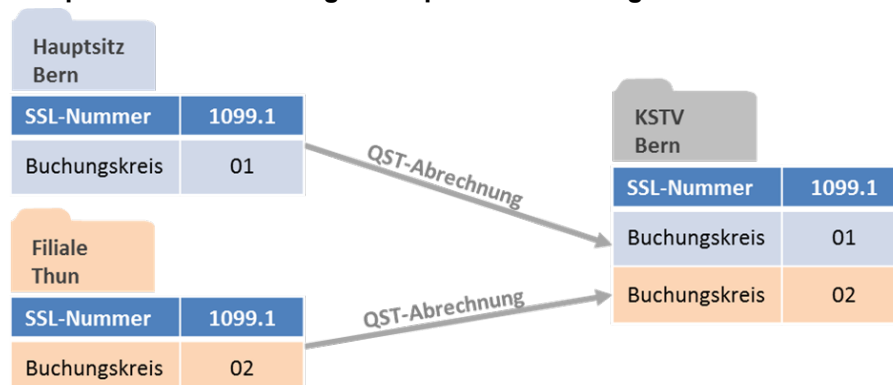 Hauptsitz
Bern
SSL-Nummer 1099.1
Buchungskreis 01
Filiale
Thun
SSL-Nummer 1099.1
Buchungskreis 02
QST-Abrechnung
QST-Abrechnung
KSTV
Bern
SSL-Nummer 1099.1
Buchungskreis 01
Buchungskreis 02